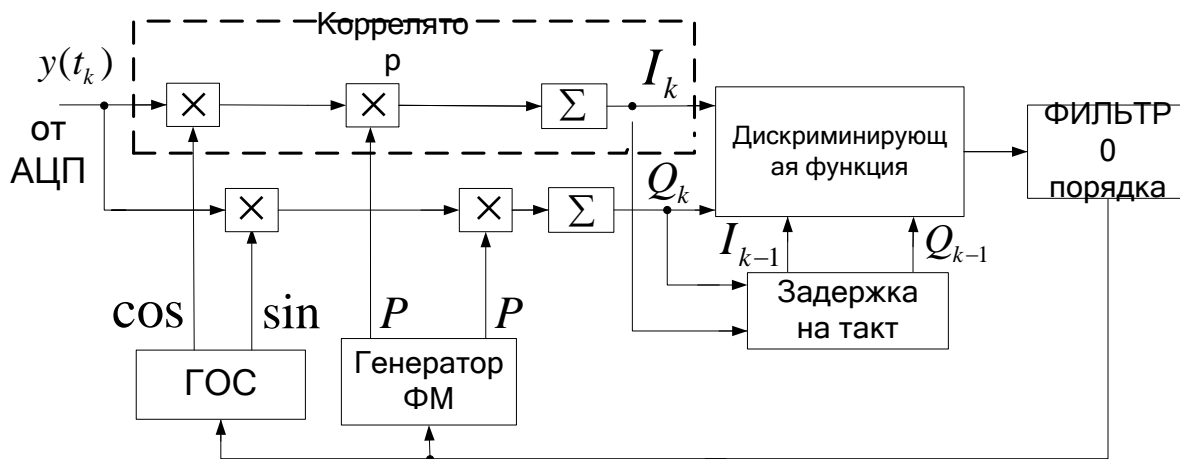 Коррелято
р
y(t_k)
от
АЦП
×
×
Σ
I_k
Дискриминирующ
ая функция
ФИЛЬТР
0
порядка
×
×
Σ
Q_k
I_{k-1}
Q_{k-1}
Задержка
на такт
cos
sin
P
P
ГОС
Генератор
ФМ